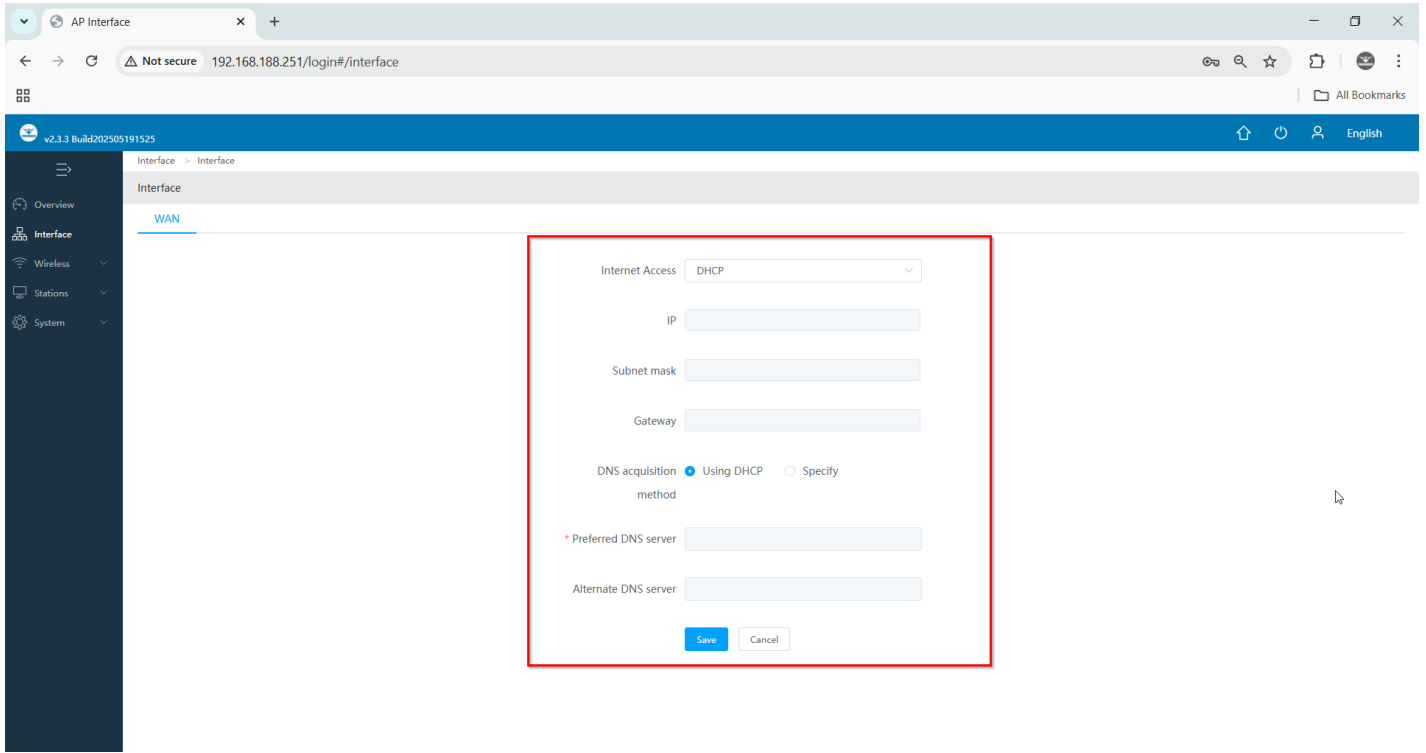 AP Interface
Not secure 192.168.188.251/login#/interface
All Bookmarks
v2.3.3 Build202505191525
English
Interface > Interface
Interface
Overview
Interface
Wireless
Stations
System
WAN
Internet Access DHCP
IP
Subnet mask
Gateway
DNS acquisition Using DHCP Specify
method
* Preferred DNS server
Alternate DNS server
Save Cancel